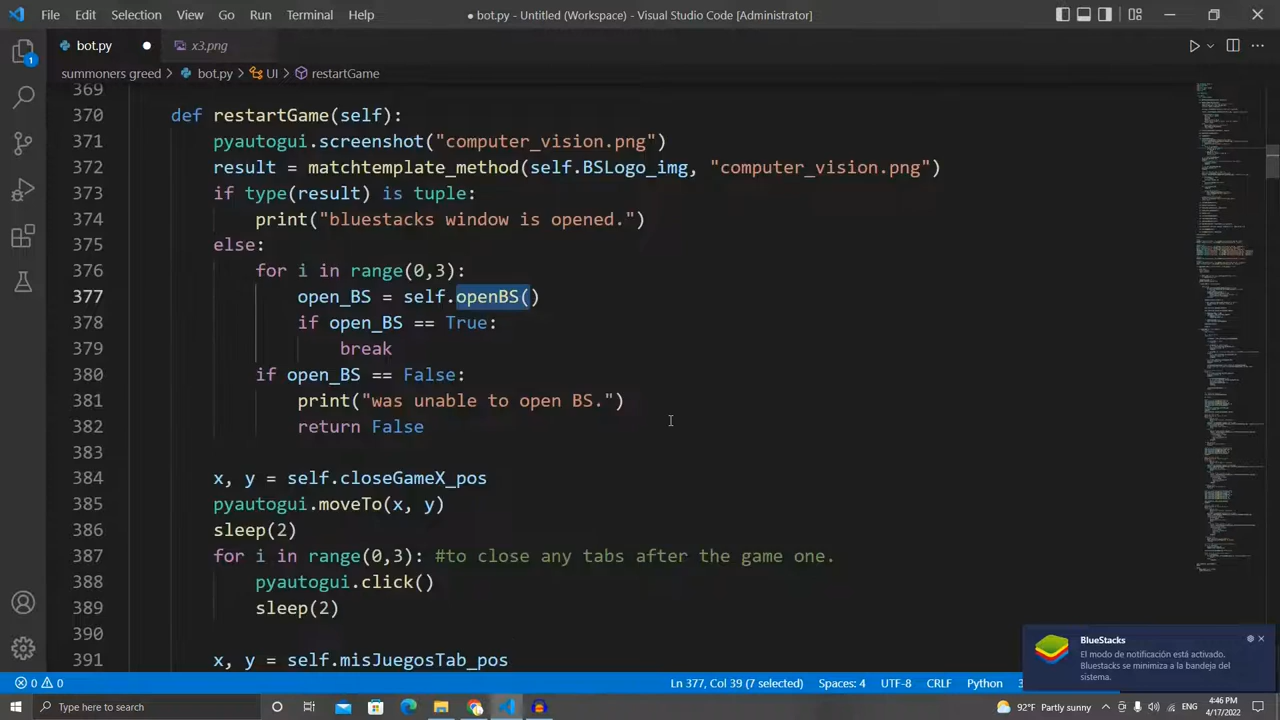 File Edit Selection View Go Run Terminal Help
● bot.py - Untitled (Workspace) - Visual Studio Code [Administrator]
bot.py ● x3.png
summoners greed > bot.py > UI > restartGame
369
370 def restartGame(self):
371 pyautogui.screenshot("computer_vision.png")
372 result = self. (self.BSlogo_img, "computer_vision.png")
373 if type(result) is tuple:
374 print("bluestacks window is opened.")
375 else:
376 for i in range(0,3):
377 open_BS = self.openBS()
378 if open_BS == True:
379 break
380 if open_BS == False:
381 print("was unable to open BS.")
382 return False
383
384 x, y = self.
385 pyautogui.moveTo(x, y)
386 sleep(2)
387 for i in range(0,3): #to close any tabs after the game one.
388 pyautogui.click()
389 sleep(2)
390
391 x, y = self.misJuegosTab_pos
BlueStacks
El modo de notificación está activado.
Bluestacks se minimiza a la bandeja del
sistema.
0 0 Ln 377, Col 39 (7 selected) Spaces: 4 UTF-8 CRLF Python
Type here to search 92°F Partly sunny 4:46 PM
4/17/2022
1